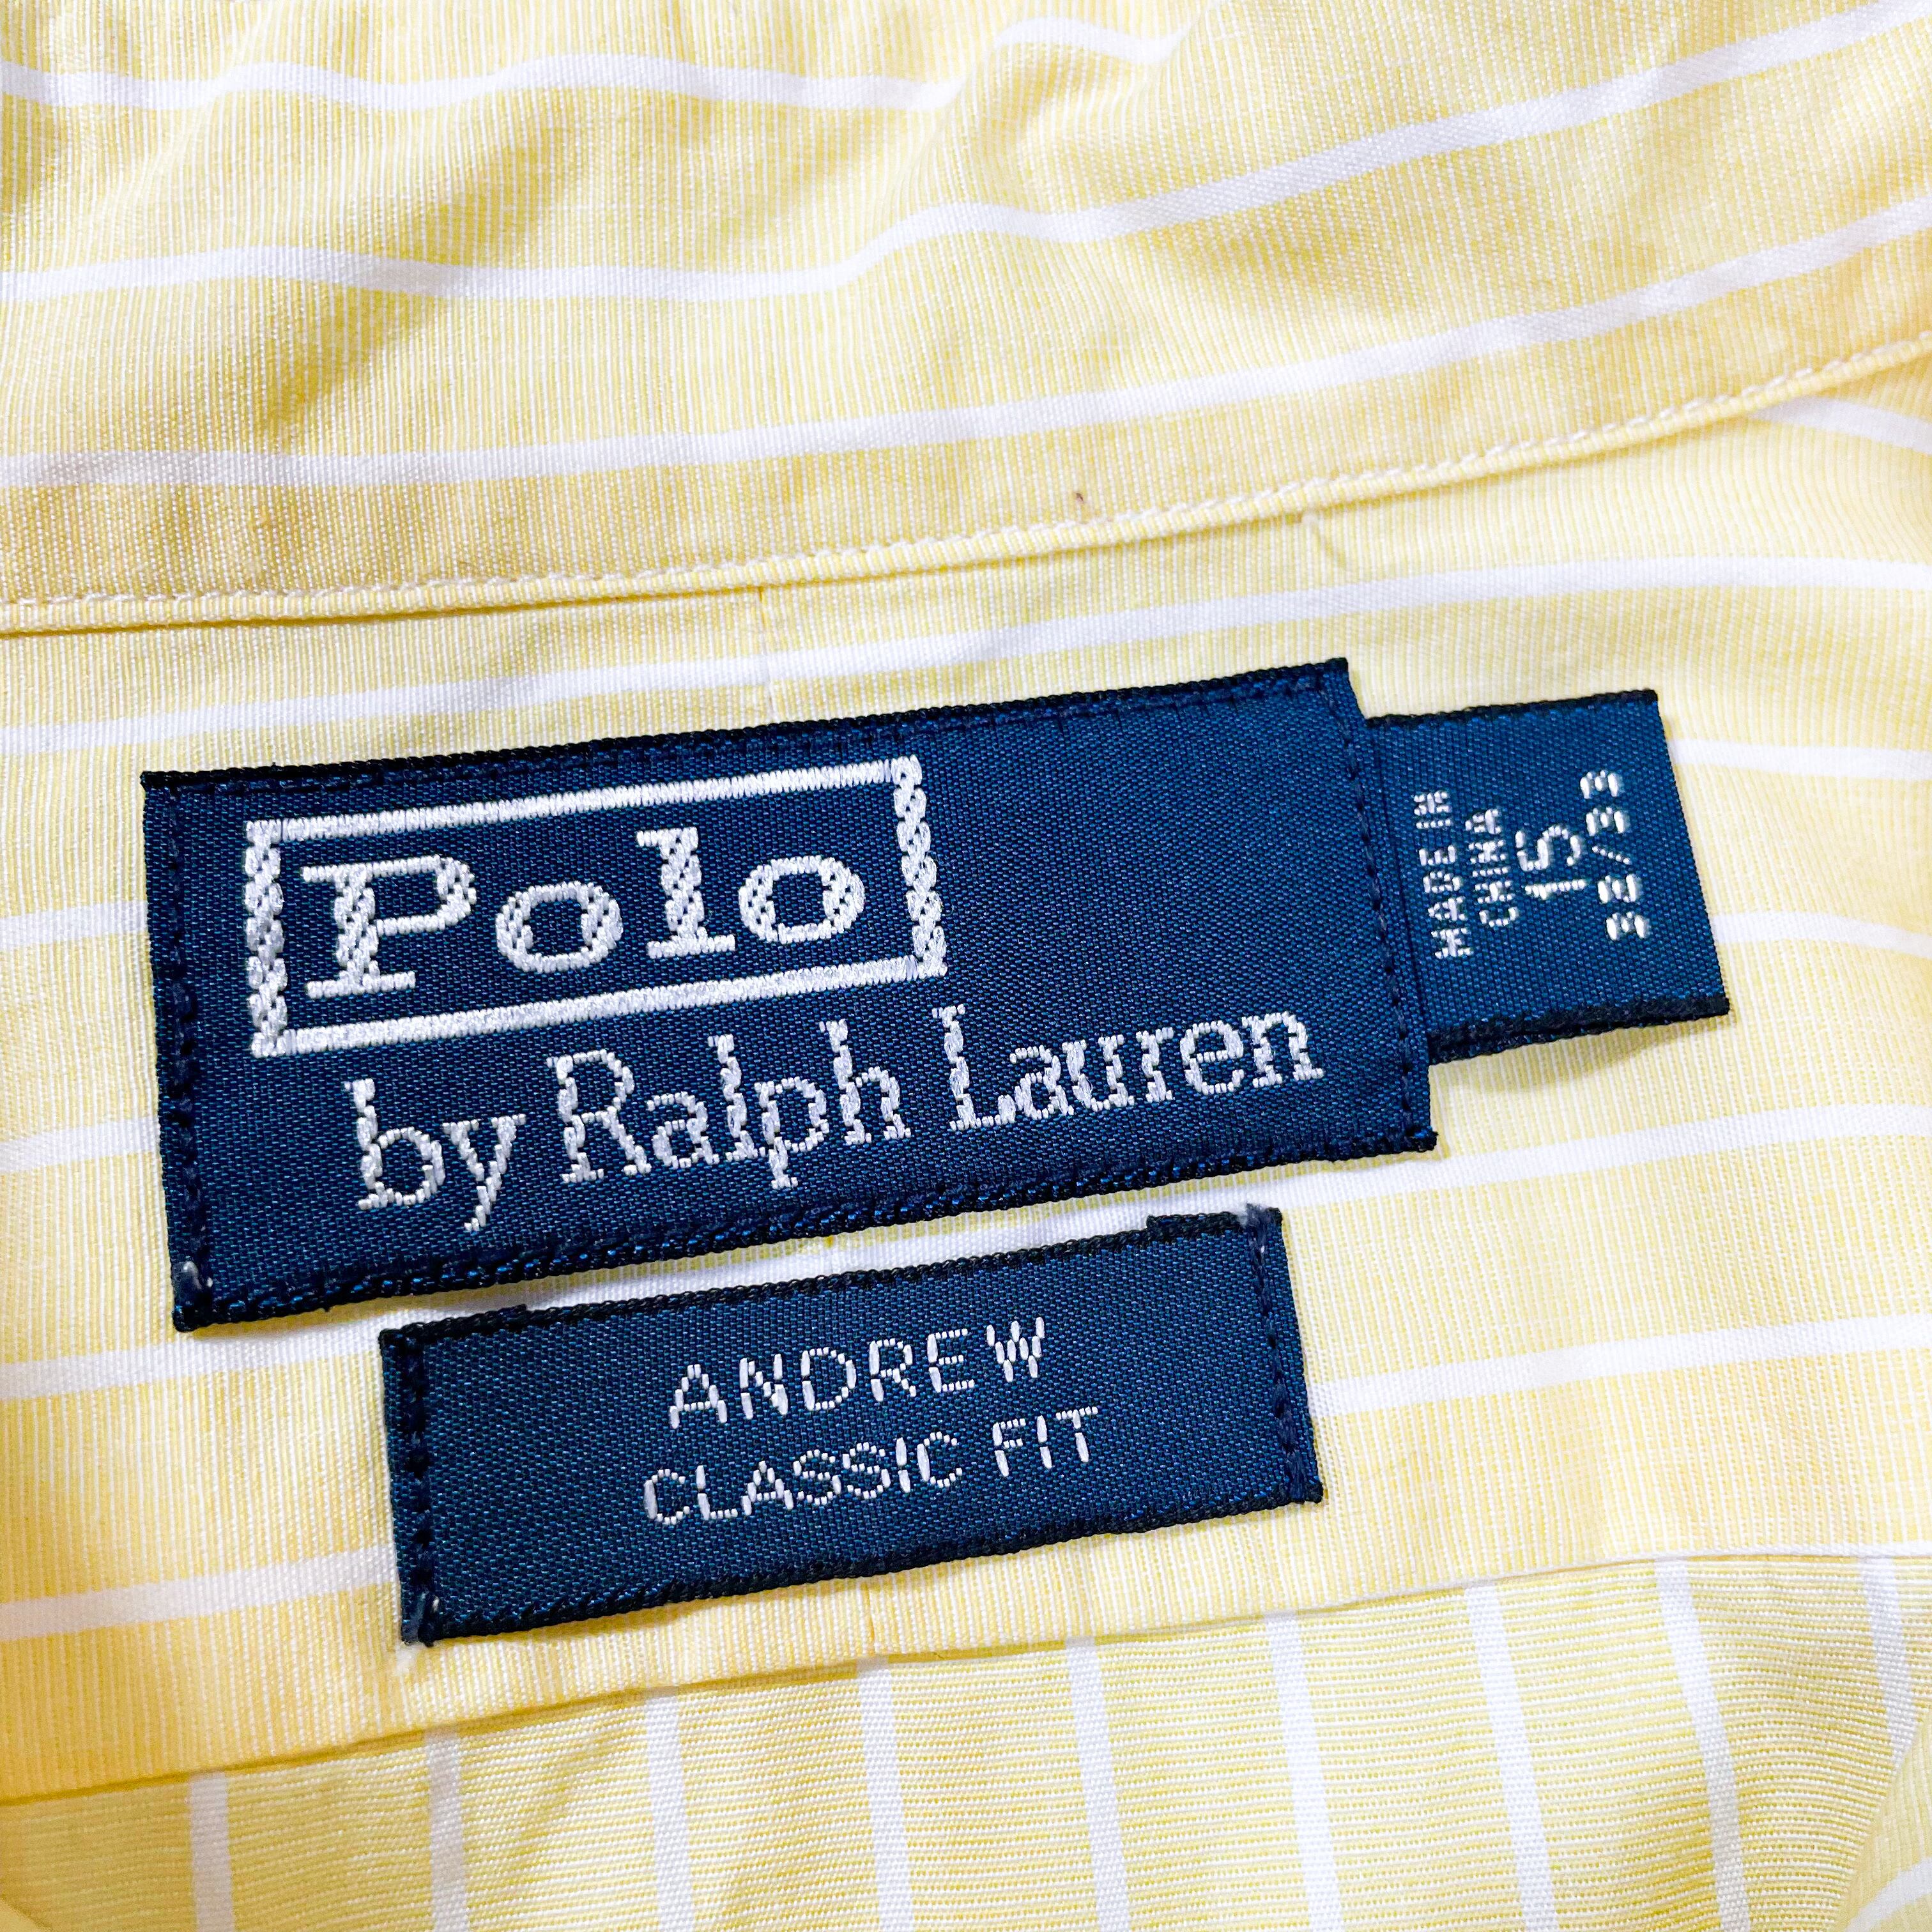 Polo
by Ralph Lauren
MADE IN
CHINA
15
32/33
ANDREW
CLASSIC FIT